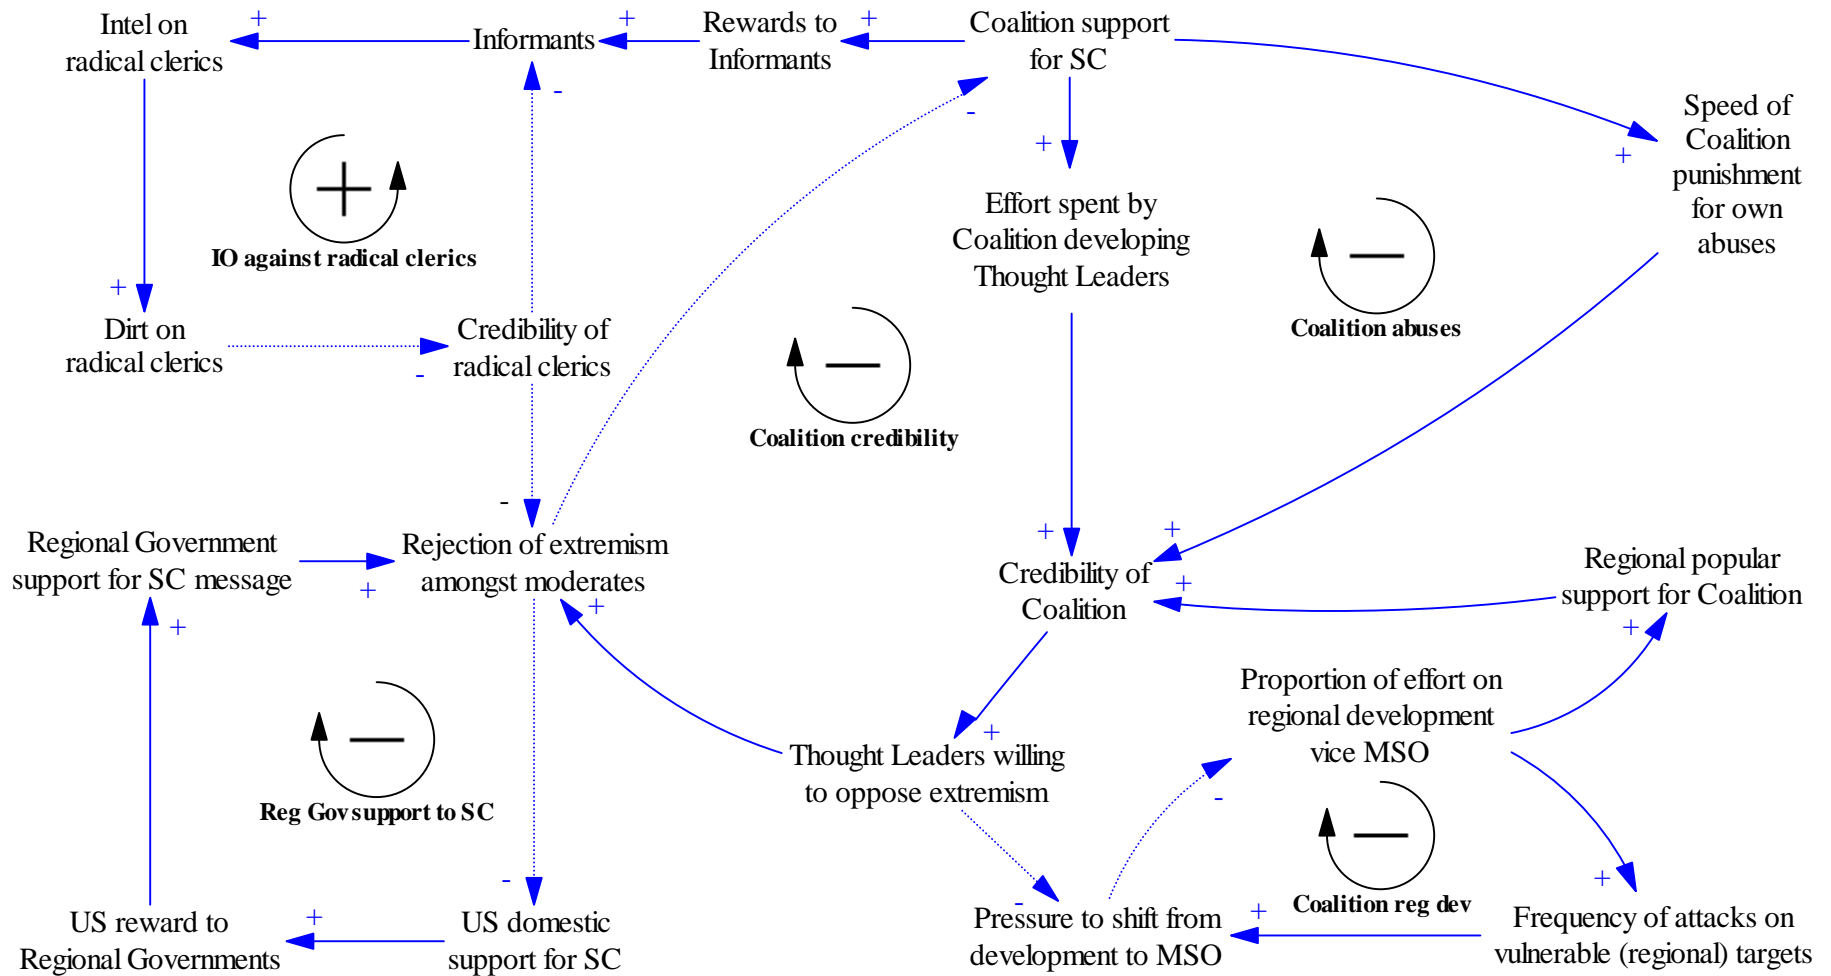 Intel on
radical clerics
+
Informants
+
Rewards to
Informants
+
Coalition support
for SC
-
-
+
+
Speed of
Coalition
punishment
for own
abuses
IO against radical clerics
Effort spent by
Coalition developing
Thought Leaders
Coalition abuses
+
Dirt on
radical clerics
-
Credibility of
radical clerics
Coalition credibility
-
Regional Government
support for SC message
+
Rejection of extremism
amongst moderates
+
+
+
Credibility of
Coalition
+
Regional popular
support for Coalition
+
+
Reg Gov support to SC
Thought Leaders willing
to oppose extremism
+
Proportion of effort on
regional development
vice MSO
-
Coalition reg dev
-
US reward to
Regional Governments
+
US domestic
support for SC
-
Pressure to shift from
development to MSO
+
+
Frequency of attacks on
vulnerable (regional) targets